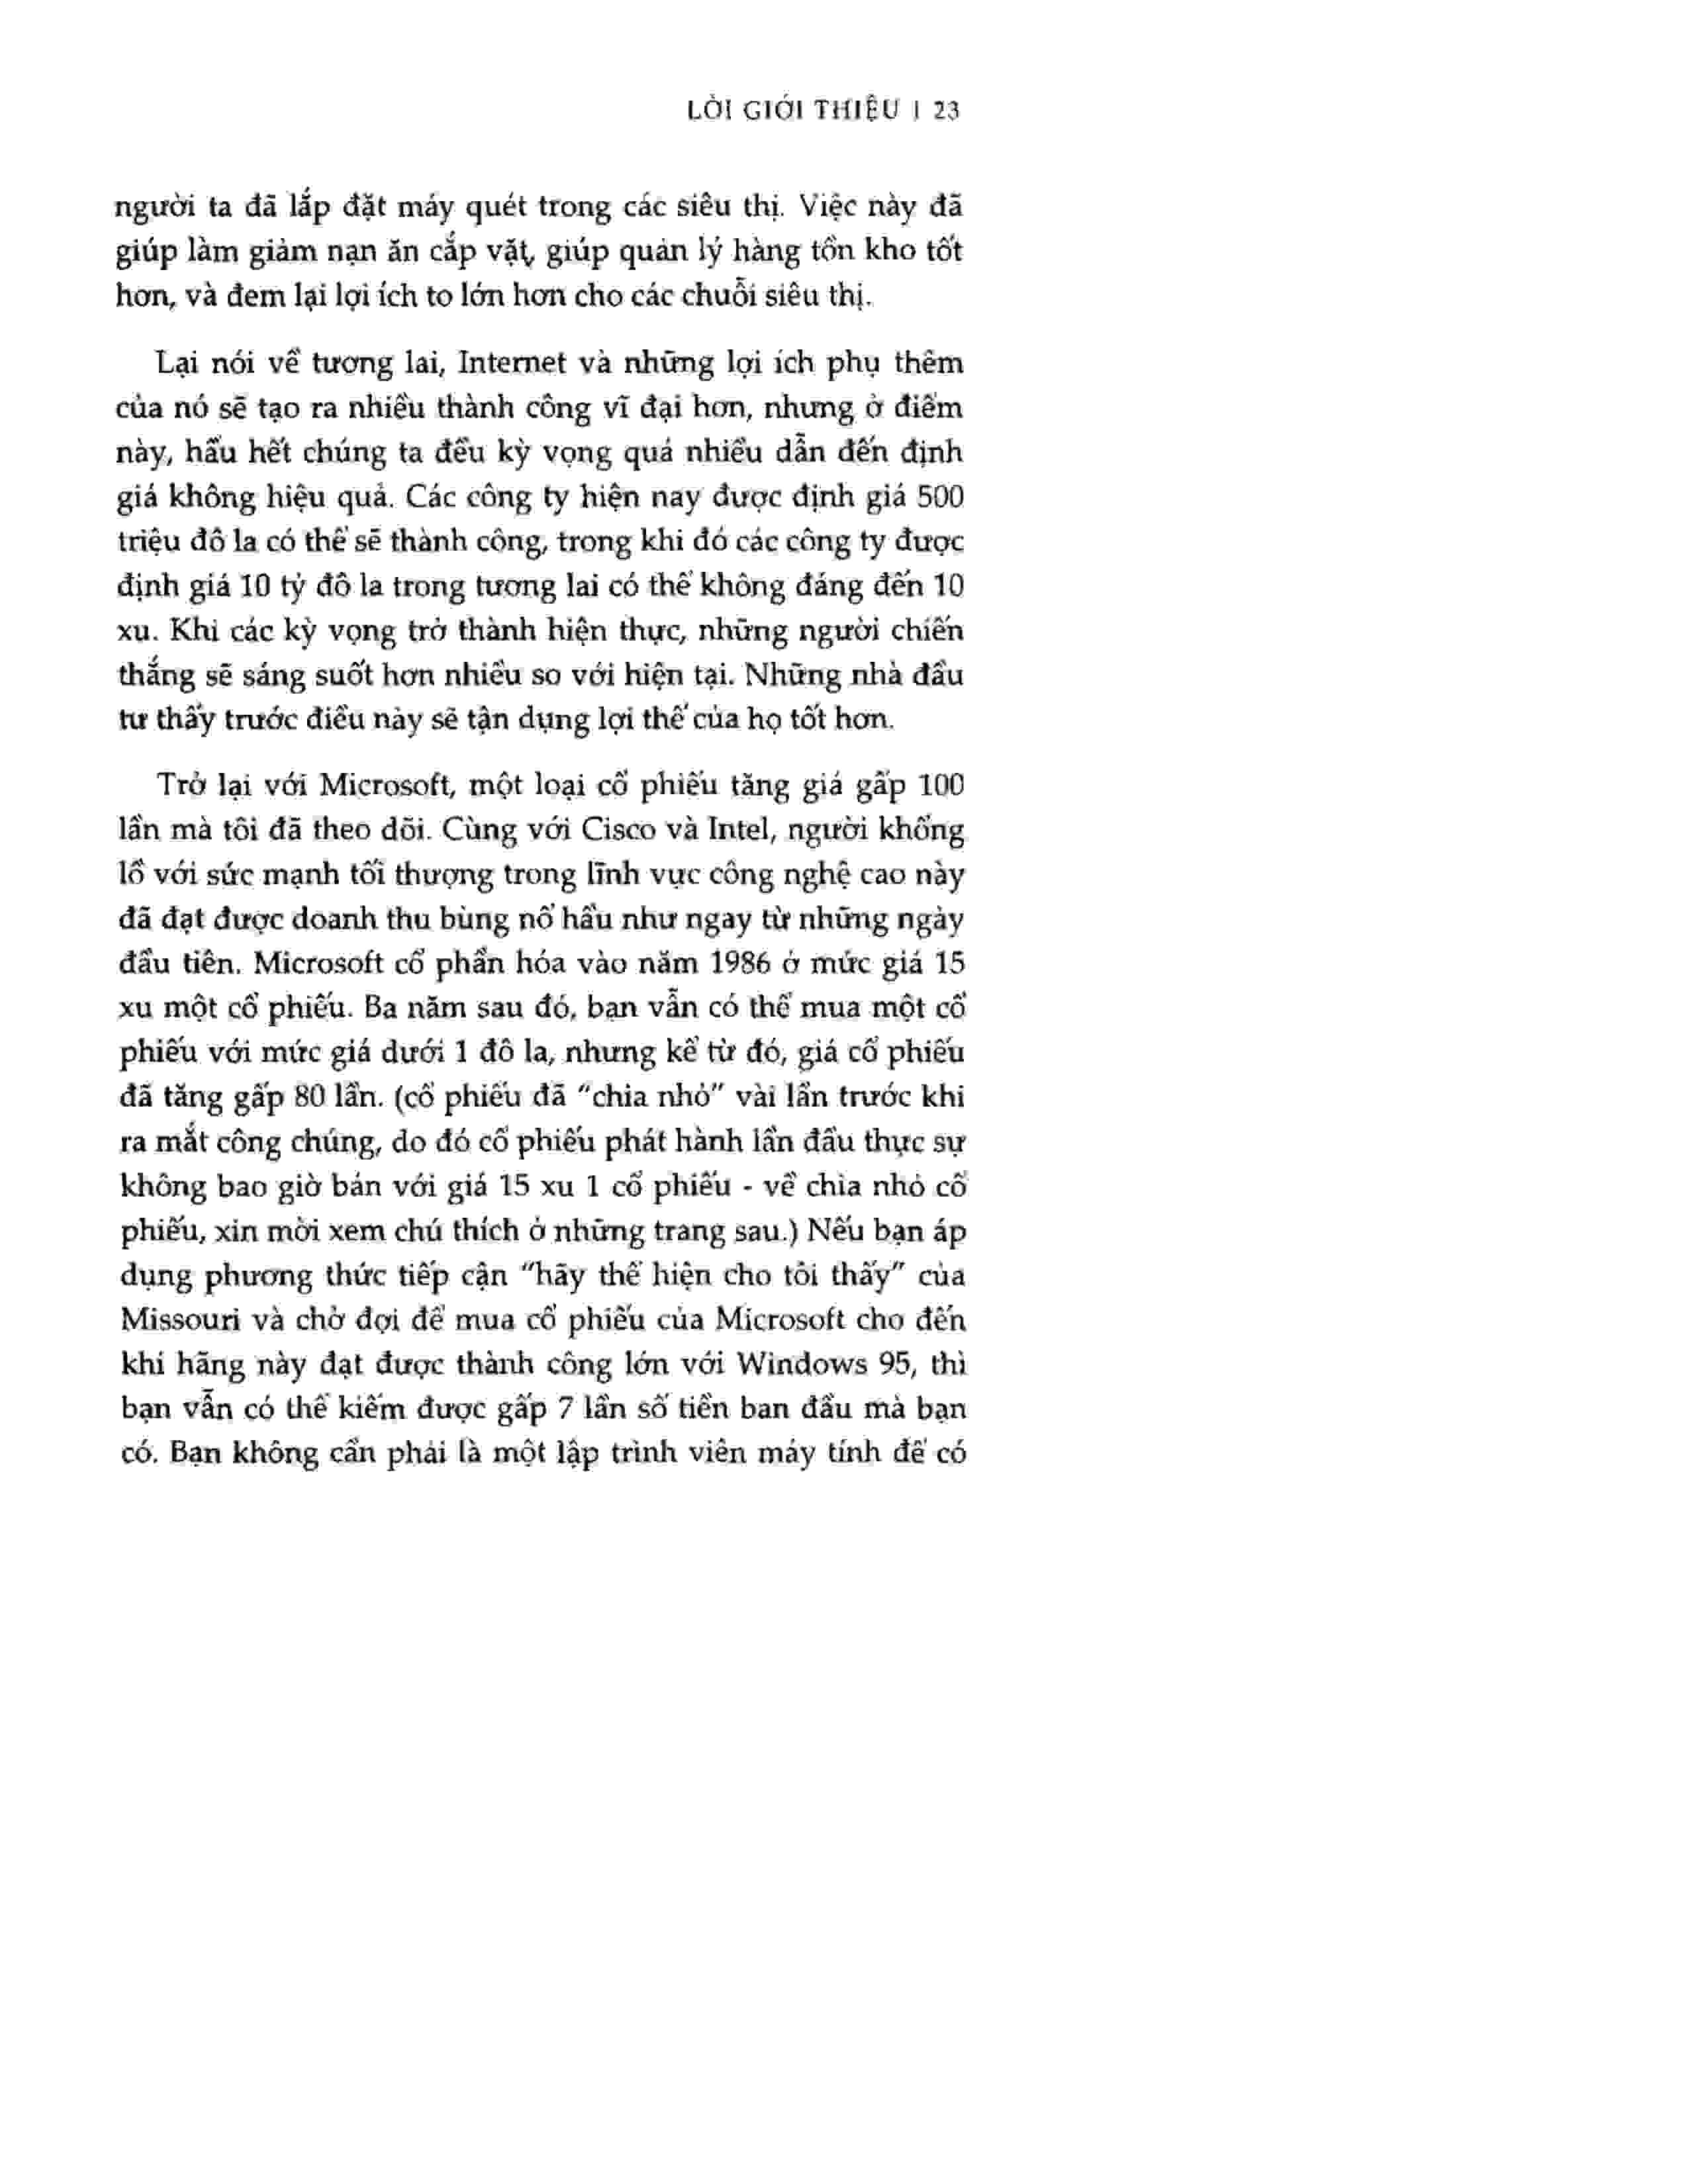 LỜI GIỚI THIỆU | 23
người ta đã lắp đặt máy quét trong các siêu thị. Việc này đã
giúp làm giảm nạn ăn cắp vặt, giúp quản lý hàng tồn kho tốt
hơn, và đem lại lợi ích to lớn hơn cho các chuỗi siêu thị.
Lại nói về tương lai, Internet và những lợi ích phụ thêm
của nó sẽ tạo ra nhiều thành công vĩ đại hơn, nhưng ở điểm
này, hầu hết chúng ta đều kỳ vọng quá nhiều dẫn đến định
giá không hiệu quả. Các công ty hiện nay được định giá 500
triệu đô la có thể sẽ thành công, trong khi đó các công ty được
định giá 10 tỷ đô la trong tương lai có thể không đáng đến 10
xu. Khi các kỳ vọng trở thành hiện thực, những người chiến
thắng sẽ sáng suốt hơn nhiều so với hiện tại. Những nhà đầu
tư thấy trước điều này sẽ tận dụng lợi thế của họ tốt hơn.
Trở lại với Microsoft, một loại cổ phiếu tăng giá gấp 100
lần mà tôi đã theo dõi. Cùng với Cisco và Intel, người khổng
lồ với sức mạnh tối thượng trong lĩnh vực công nghệ cao này
đã đạt được doanh thu bùng nổ hầu như ngay từ những ngày
đầu tiên. Microsoft cổ phần hóa vào năm 1986 ở mức giá 15
xu một cổ phiếu. Ba năm sau đó, bạn vẫn có thể mua một cổ
phiếu với mức giá dưới 1 đô la, nhưng kể từ đó, giá cổ phiếu
đã tăng gấp 80 lần. (cổ phiếu đã “chia nhỏ” vài lần trước khi
ra mắt công chúng, do đó cổ phiếu phát hành lần đầu thực sự
không bao giờ bán với giá 15 xu 1 cổ phiếu - về chia nhỏ cổ
phiếu, xin mời xem chú thích ở những trang sau.) Nếu bạn áp
dụng phương thức tiếp cận “hãy thể hiện cho tôi thấy” của
Missouri và chờ đợi để mua cổ phiếu của Microsoft cho đến
khi hãng này đạt được thành công lớn với Windows 95, thì
bạn vẫn có thể kiếm được gấp 7 lần số tiền ban đầu mà bạn
có. Bạn không cần phải là một lập trình viên máy tính để có